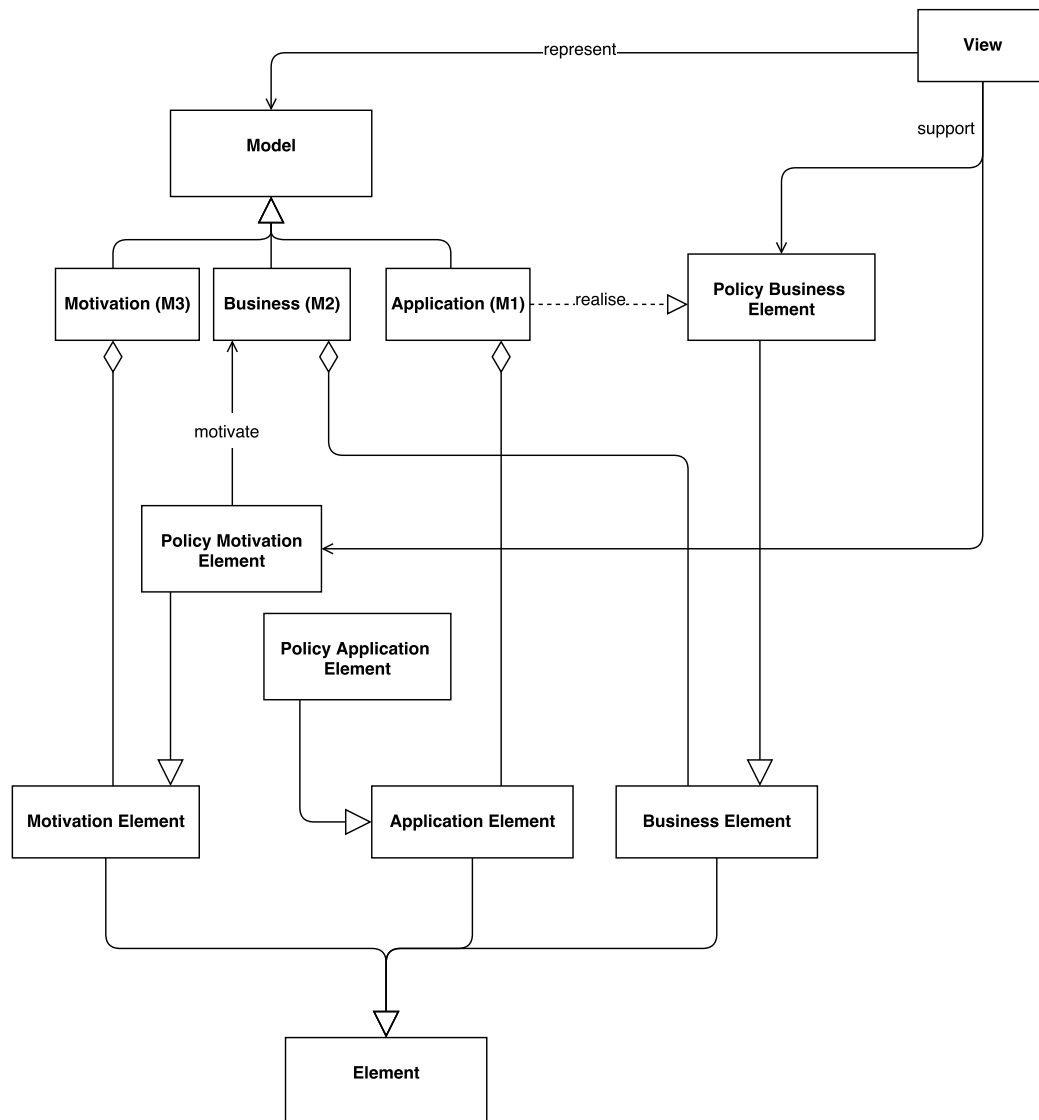 View
represent
support
Model
Motivation (M3)
Business (M2)
Application (M1)
realise
Policy Business
Element
motivate
Policy Motivation
Element
Policy Application
Element
Motivation Element
Application Element
Business Element
Element